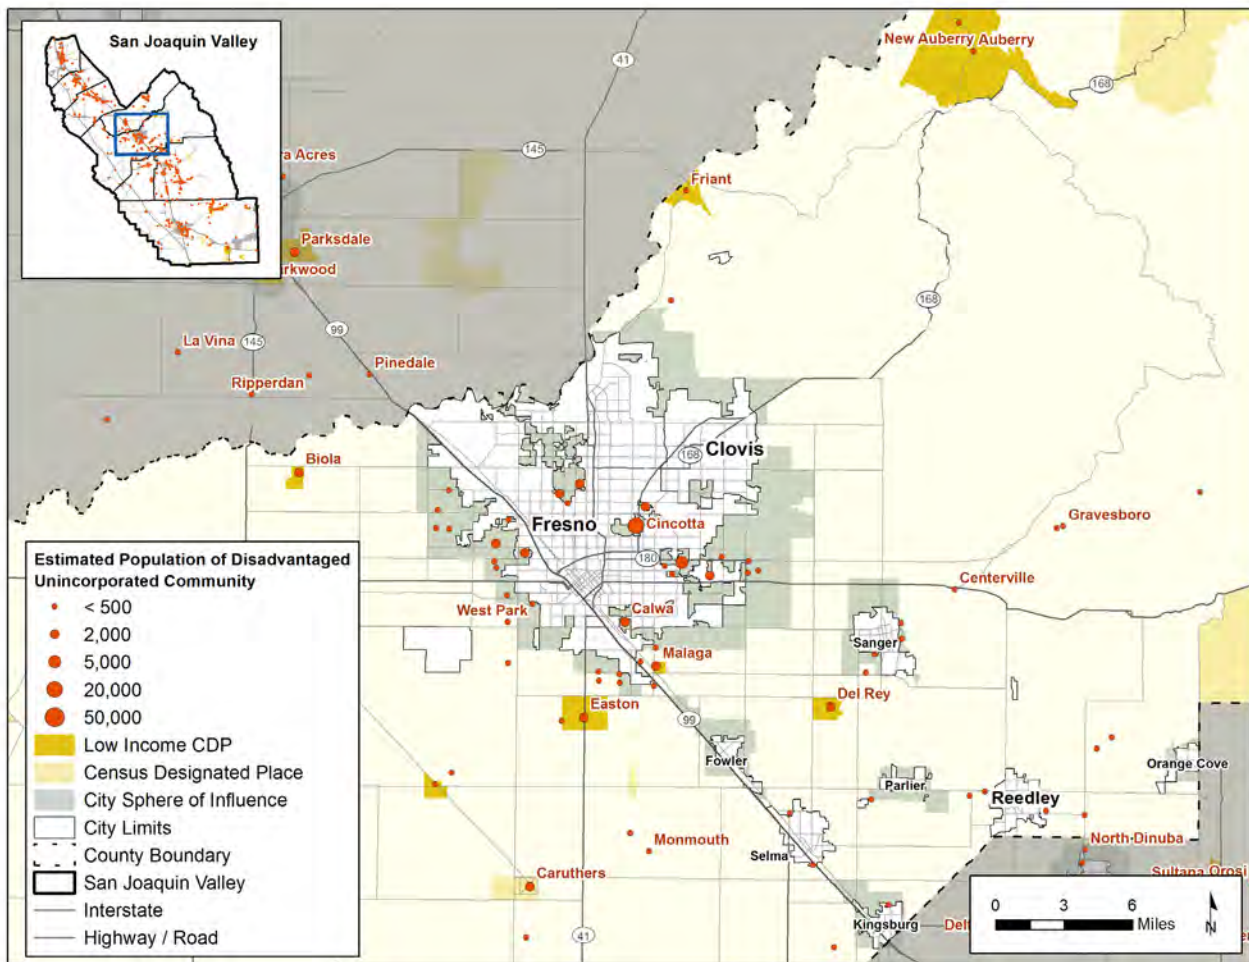 San Joaquin Valley
41
New Auberry Auberry
168
145
Acres
Friant
Parksdale
168
99
La Vina
145
Pinedale
Ripperdan
Clovis
168
Biola
Fresno
Cincotta
Gravesboro
Estimated Population of Disadvantaged
Unincorporated Community
< 500
2,000
5,000
20,000
50,000
Low Income CDP
Census Designated Place
City Sphere of Influence
City Limits
County Boundary
San Joaquin Valley
Interstate
Highway / Road
180
Centerville
West Park
Calwa
Sanger
Malaga
Easton
Del Rey
99
Fowler
Orange Cove
Parlier
Reedley
Monmouth
Selma
North Dinuba
Caruthers
Sultana Orosi
Kingsburg
41
0 3 6
Miles
N